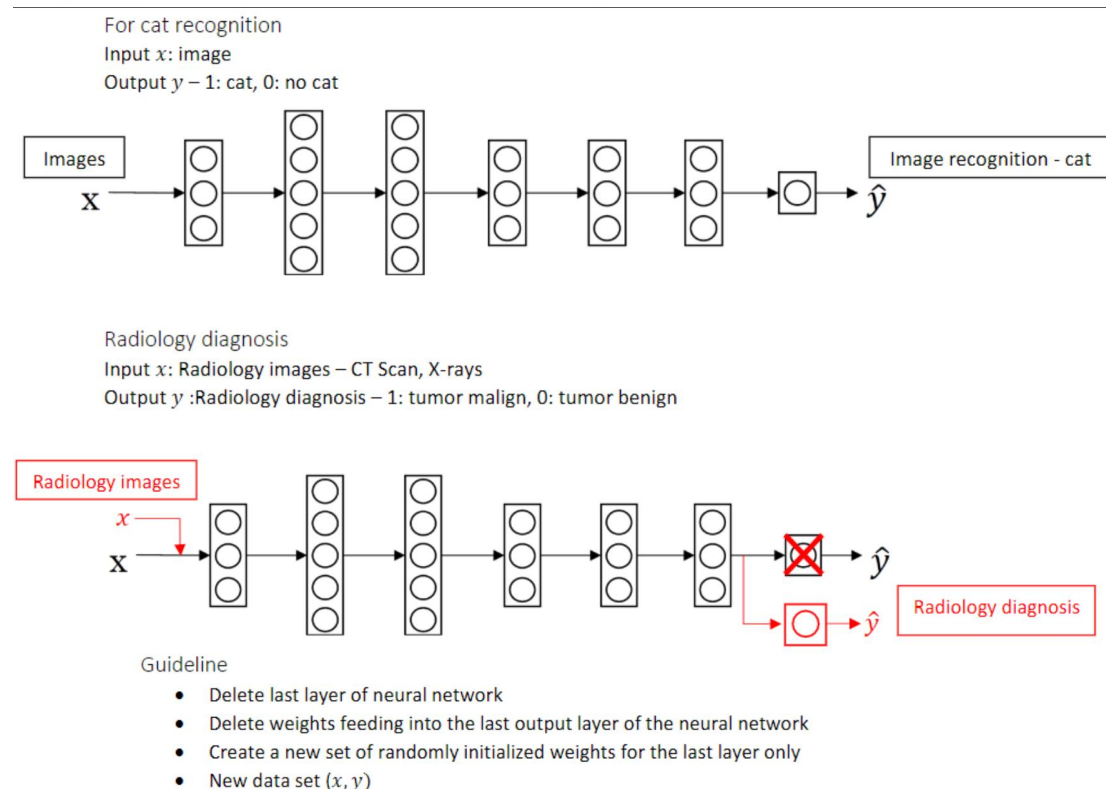 For cat recognition
Input x: image
Output y – 1: cat, 0: no cat
Images
x
ŷ
Image recognition - cat
Radiology diagnosis
Input x: Radiology images – CT Scan, X-rays
Output y :Radiology diagnosis – 1: tumor malign, 0: tumor benign
Radiology images
x
x
ŷ
ŷ
Radiology diagnosis
Guideline
• Delete last layer of neural network
• Delete weights feeding into the last output layer of the neural network
• Create a new set of randomly initialized weights for the last layer only
• New data set (x, y)